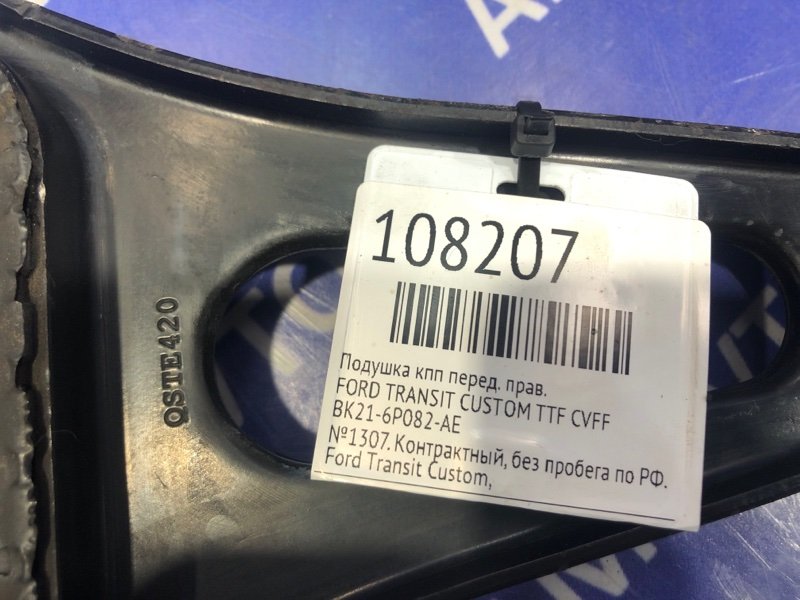 108207
Подушка кпп перед. прав.
FORD TRANSIT CUSTOM TTF CVFF
BK21-6P082-AE
№1307. Контрактный, без пробега по РФ.
Ford Transit Custom,
QSTE420